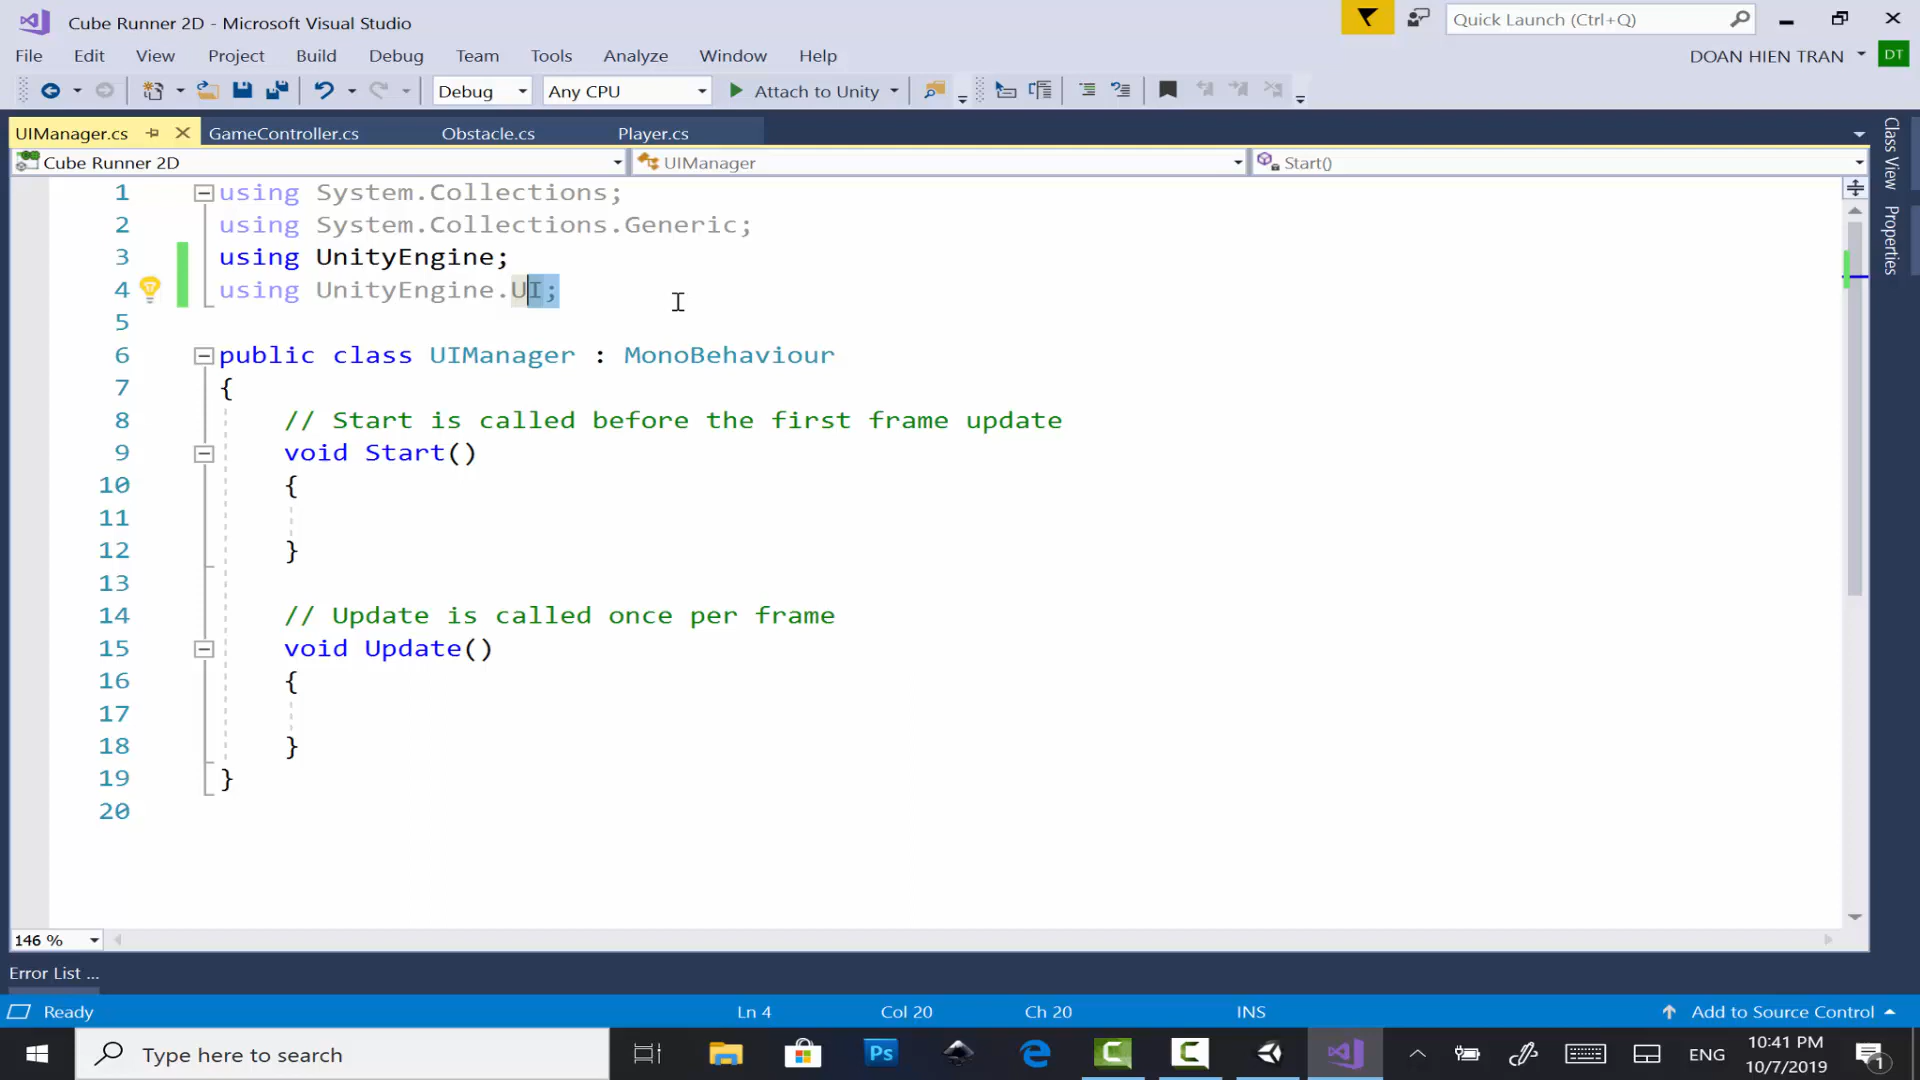 Cube Runner 2D - Microsoft Visual Studio
Quick Launch (Ctrl+Q)
File Edit View Project Build Debug Team Tools Analyze Window Help
DOAN HIEN TRAN DT
Debug Any CPU Attach to Unity
UIManager.cs GameController.cs Obstacle.cs Player.cs
Cube Runner 2D UIManager Start()
Class View
Properties
1 using System.Collections;
2 using System.Collections.Generic;
3 using UnityEngine;
4 using UnityEngine.UI;
5
6 public class UIManager : MonoBehaviour
7 {
8 // Start is called before the first frame update
9 void Start()
10 {
11
12 }
13
14 // Update is called once per frame
15 void Update()
16 {
17
18 }
19 }
20
146 %
Error List ...
Ready Ln 4 Col 20 Ch 20 INS Add to Source Control
Type here to search
Ps
ENG
10:41 PM
10/7/2019
1